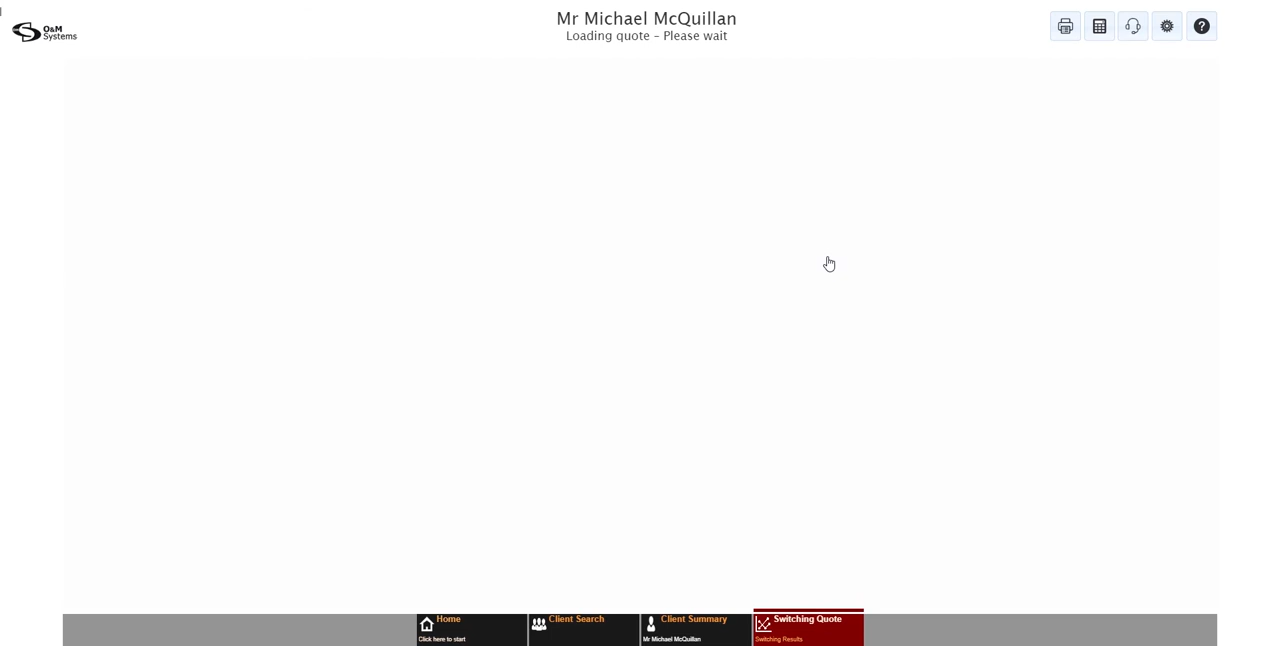 O&M
Systems
Mr Michael McQuillan
Loading quote - Please wait
Home
Click here to start
Client Search
Client Summary
Mr Michael McQuillan
Switching Quote
Switching Results